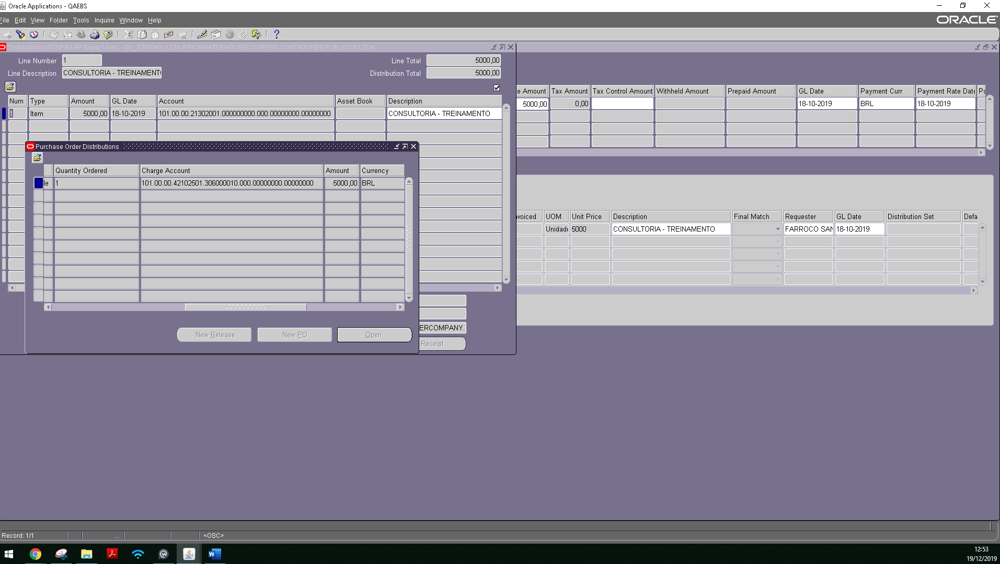 Oracle Applications - QAEBS
File Edit View Folder Tools Inquire Window Help
ORACLE
Distributions (STNPAG AP Super User) - OU_STNPAG, 1234, PRICEWATERHOUSECOOPERS CONTADORES PUBLICOS LTDA
Line Number 1
Line Total 5000,00
Line Description CONSULTORIA - TREINAMENT
Distribution Total 5000,00
Num Type Amount GL Date Account Asset Book Description
1 Item 5000,00 18-10-2019 101.00.00.21302001.000000000.000.00000000.00000000 CONSULTORIA - TREINAMENTO
e Amount Tax Amount Tax Control Amount Withheld Amount Prepaid Amount GL Date Payment Curr Payment Rate Date Pa
5000,00 0,00 18-10-2019 BRL 18-10-2019
Purchase Order Distributions
Quantity Ordered Charge Account Amount Currency
le 1 101.00.00.42102501.306000010.000.00000000.00000000 5000,00 BRL
nvoiced UOM Unit Price Description Final Match Requester GL Date Distribution Set Defa
Unidade 5000 CONSULTORIA - TREINAMENTO FARROCO SAN 18-10-2019
ERCOMPANY.
New Release New PO Open
Receipt
Record: 1/1 ... <OSC>
12:53
19/12/2019